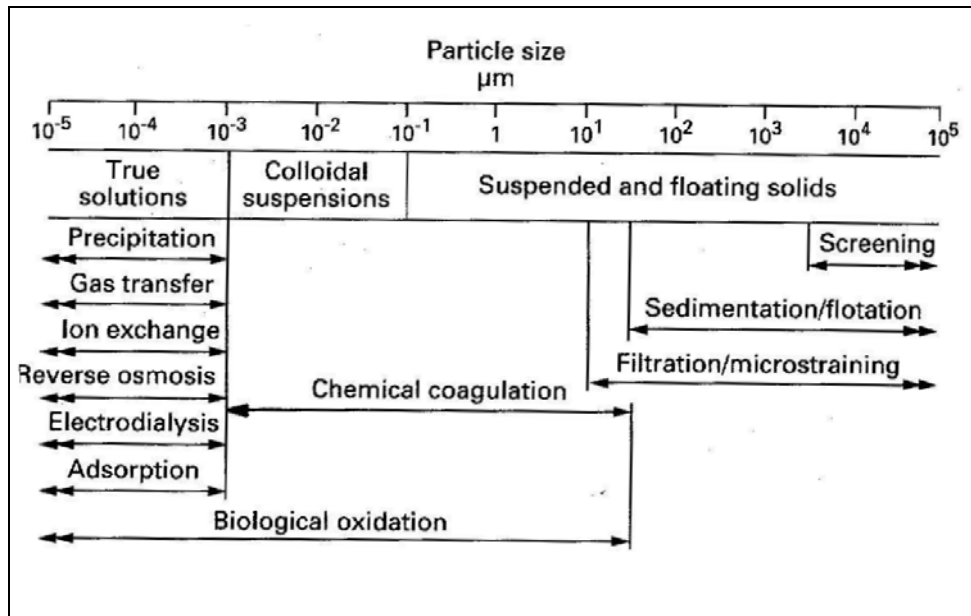 Particle size
μm
10⁻⁵ 10⁻⁴ 10⁻³ 10⁻² 10⁻¹ 1 10¹ 10² 10³ 10⁴ 10⁵
True solutions
Colloidal suspensions
Suspended and floating solids
Precipitation
Screening
Gas transfer
Sedimentation/flotation
Ion exchange
Filtration/microstraining
Reverse osmosis
Chemical coagulation
Electrodialysis
Adsorption
Biological oxidation